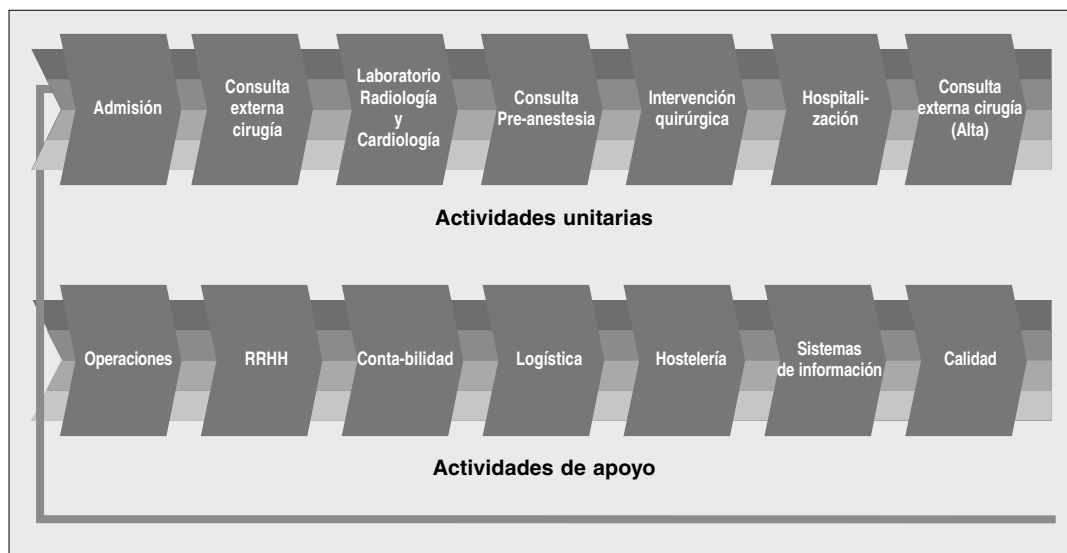 Admisión
Consulta
externa
cirugía
Laboratorio
Radiología
y
Cardiología
Consulta
Pre-anestesia
Intervención
quirúrgica
Hospitali-
zación
Consulta
externa cirugía
(Alta)
Actividades unitarias
Operaciones
RRHH
Conta-bilidad
Logística
Hostelería
Sistemas
de información
Calidad
Actividades de apoyo